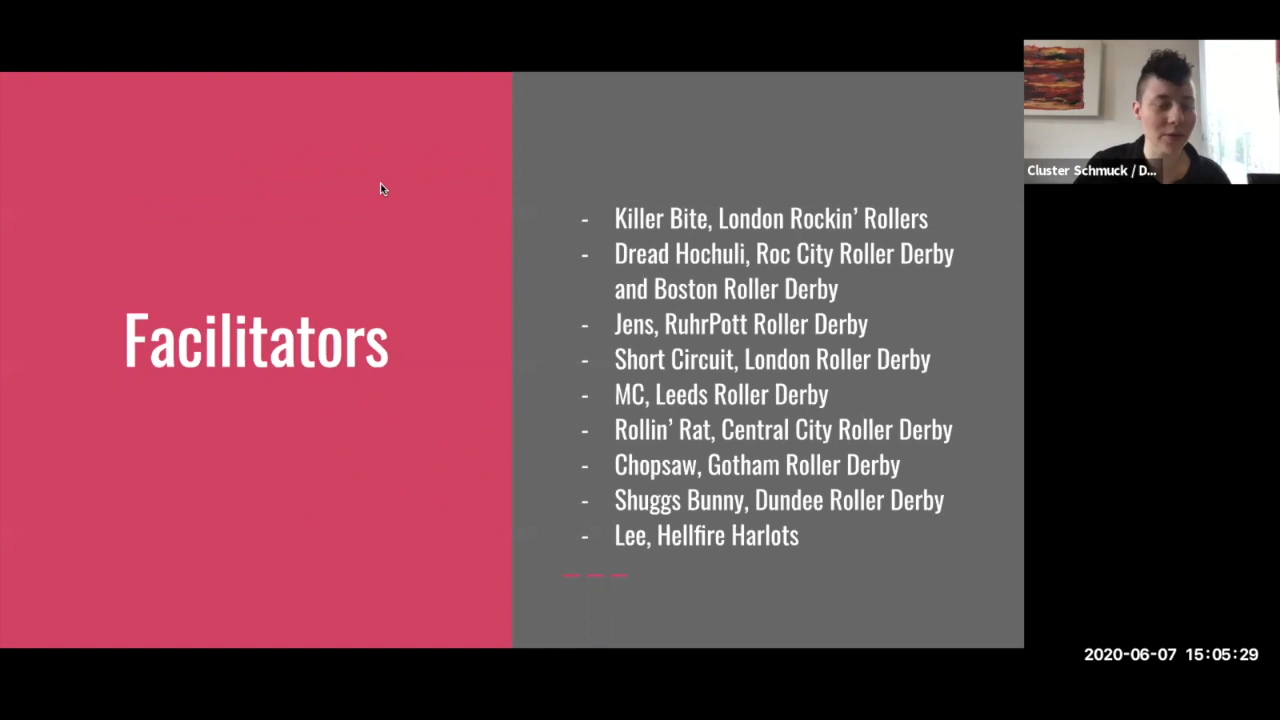 Facilitators
- Killer Bite, London Rockin’ Rollers
- Dread Hochuli, Roc City Roller Derby
and Boston Roller Derby
- Jens, RuhrPott Roller Derby
- Short Circuit, London Roller Derby
- MC, Leeds Roller Derby
- Rollin’ Rat, Central City Roller Derby
- Chopsaw, Gotham Roller Derby
- Shuggs Bunny, Dundee Roller Derby
- Lee, Hellfire Harlots
Cluster Schmuck / D...
2020-06-07 15:05:29